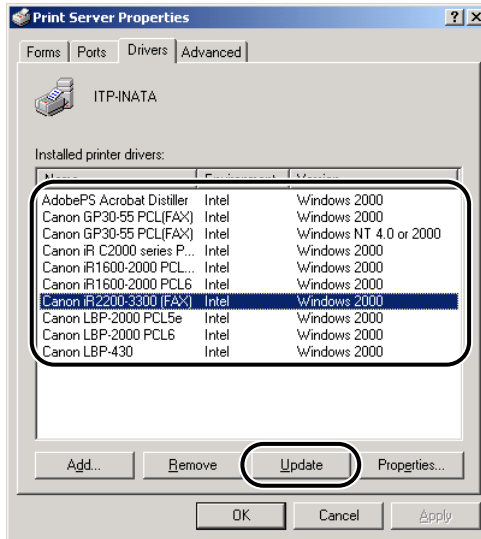 Print Server Properties
Forms Ports Drivers Advanced
ITP-INATA
Installed printer drivers:
AdobePS Acrobat Distiller Intel Windows 2000
Canon GP30-55 PCL(FAX) Intel Windows 2000
Canon GP30-55 PCL(FAX) Intel Windows NT 4.0 or 2000
Canon iR C2000 series P... Intel Windows 2000
Canon iR1600-2000 PCL... Intel Windows 2000
Canon iR1600-2000 PCL6 Intel Windows 2000
Canon iR2200-3300 (FAX) Intel Windows 2000
Canon LBP-2000 PCL5e Intel Windows 2000
Canon LBP-2000 PCL6 Intel Windows 2000
Canon LBP-430 Intel Windows 2000
Add... Remove Update Properties...
OK Cancel Apply